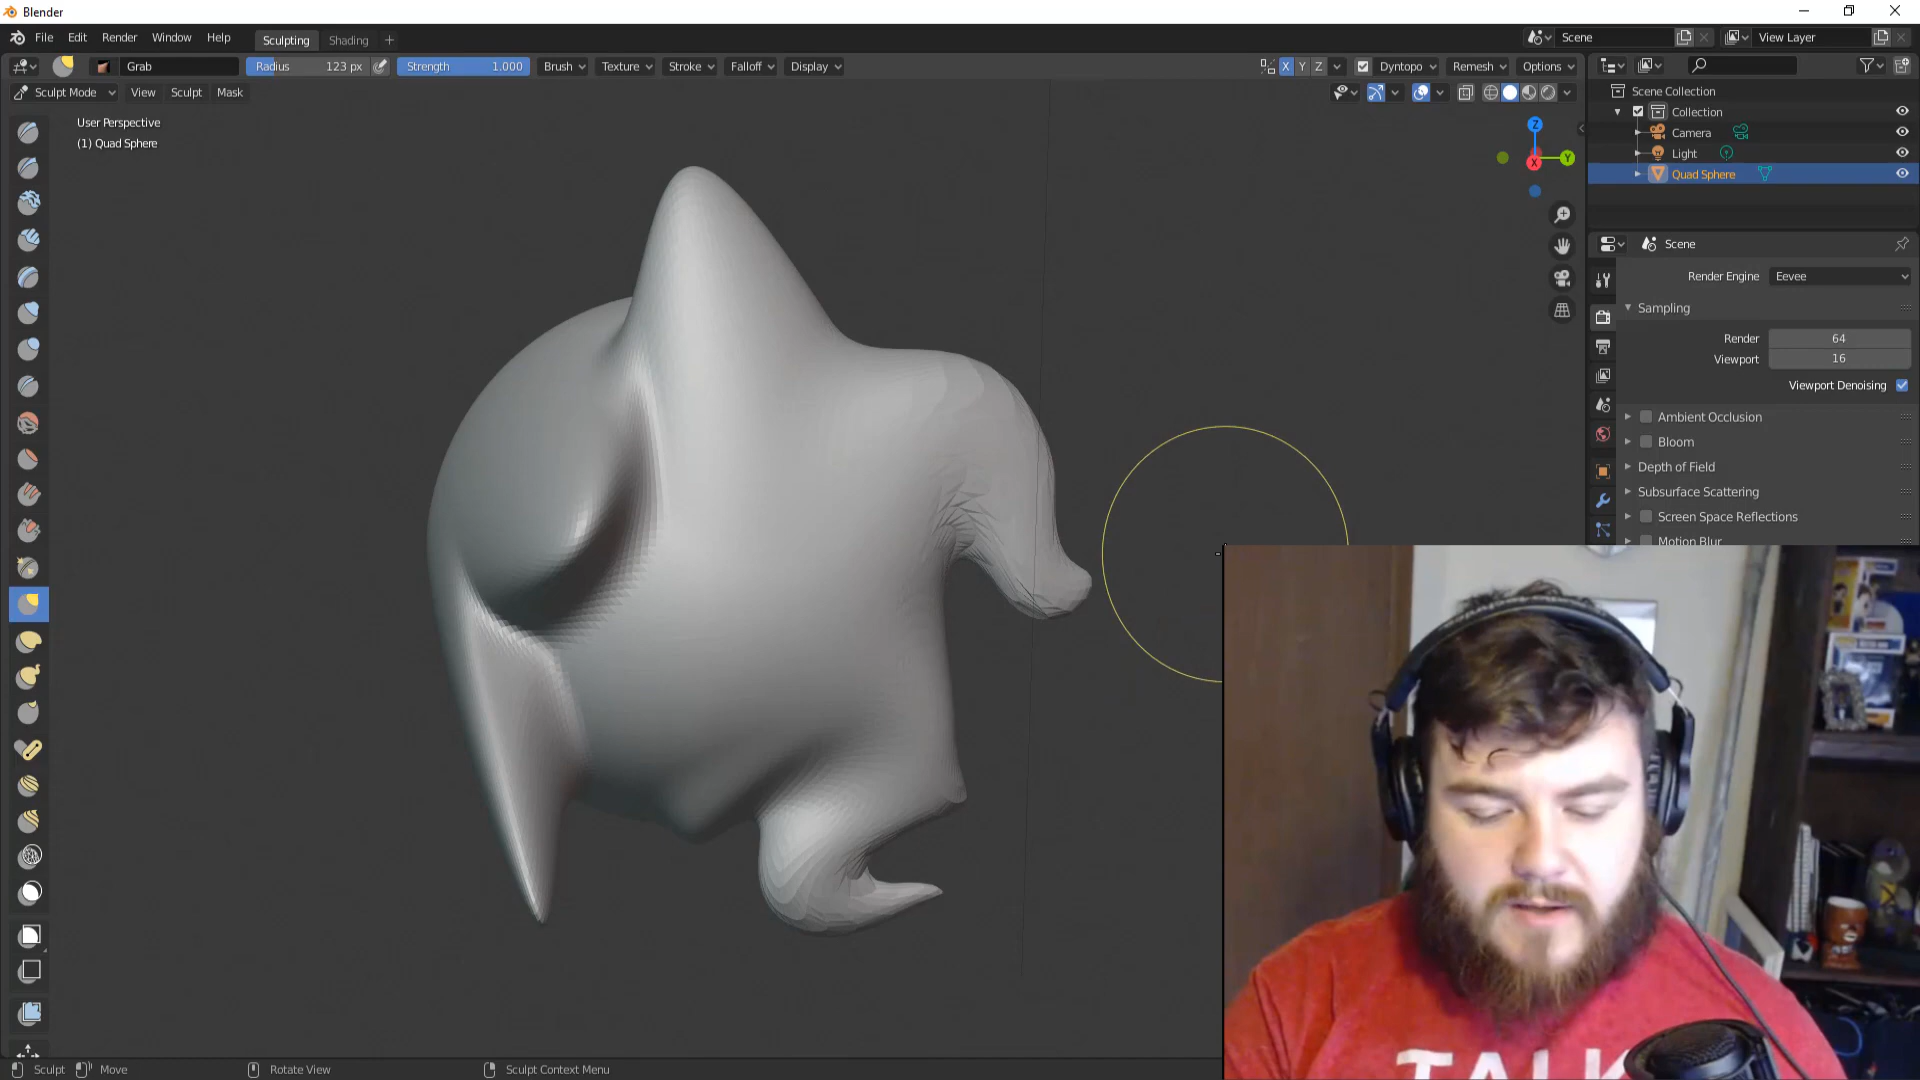 Blender
File Edit Render Window Help Sculpting Shading + Scene View Layer
Grab Radius 123 px Strength 1.000 Brush Texture Stroke Falloff Display X Y Z Dyntopo Remesh Options
Sculpt Mode View Sculpt Mask
User Perspective
(1) Quad Sphere
Z
X
Y
Scene Collection
Collection
Camera
Light
Quad Sphere
Scene
Render Engine Eevee
Sampling
Render 64
Viewport 16
Viewport Denoising
Ambient Occlusion
Bloom
Depth of Field
Subsurface Scattering
Screen Space Reflections
Motion Blur
TALK
Sculpt Move Rotate View Sculpt Context Menu